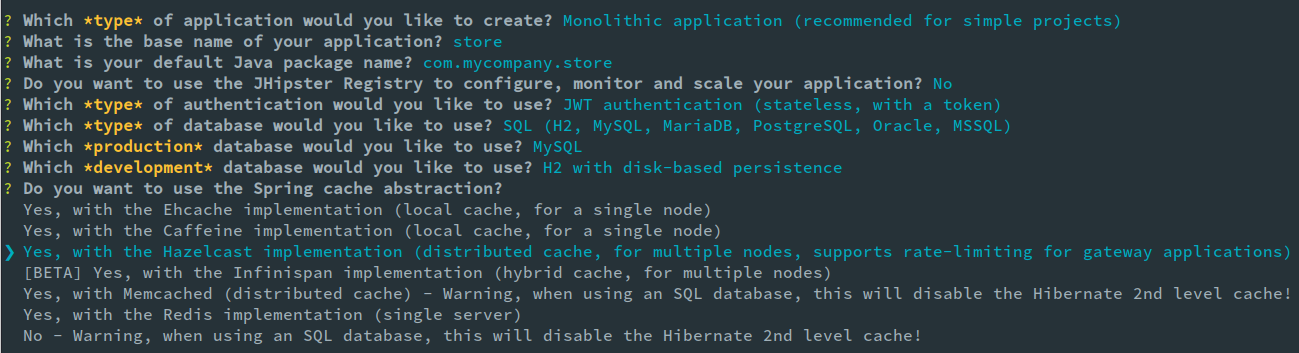 ? Which *type* of application would you like to create? Monolithic application (recommended for simple projects)
? What is the base name of your application? store
? What is your default Java package name? com.mycompany.store
? Do you want to use the JHipster Registry to configure, monitor and scale your application? No
? Which *type* of authentication would you like to use? JWT authentication (stateless, with a token)
? Which *type* of database would you like to use? SQL (H2, MySQL, MariaDB, PostgreSQL, Oracle, MSSQL)
? Which *production* database would you like to use? MySQL
? Which *development* database would you like to use? H2 with disk-based persistence
? Do you want to use the Spring cache abstraction?
Yes, with the Ehcache implementation (local cache, for a single node)
Yes, with the Caffeine implementation (local cache, for a single node)
❯ Yes, with the Hazelcast implementation (distributed cache, for multiple nodes, supports rate-limiting for gateway applications)
[BETA] Yes, with the Infinispan implementation (hybrid cache, for multiple nodes)
Yes, with Memcached (distributed cache) - Warning, when using an SQL database, this will disable the Hibernate 2nd level cache!
Yes, with the Redis implementation (single server)
No - Warning, when using an SQL database, this will disable the Hibernate 2nd level cache!